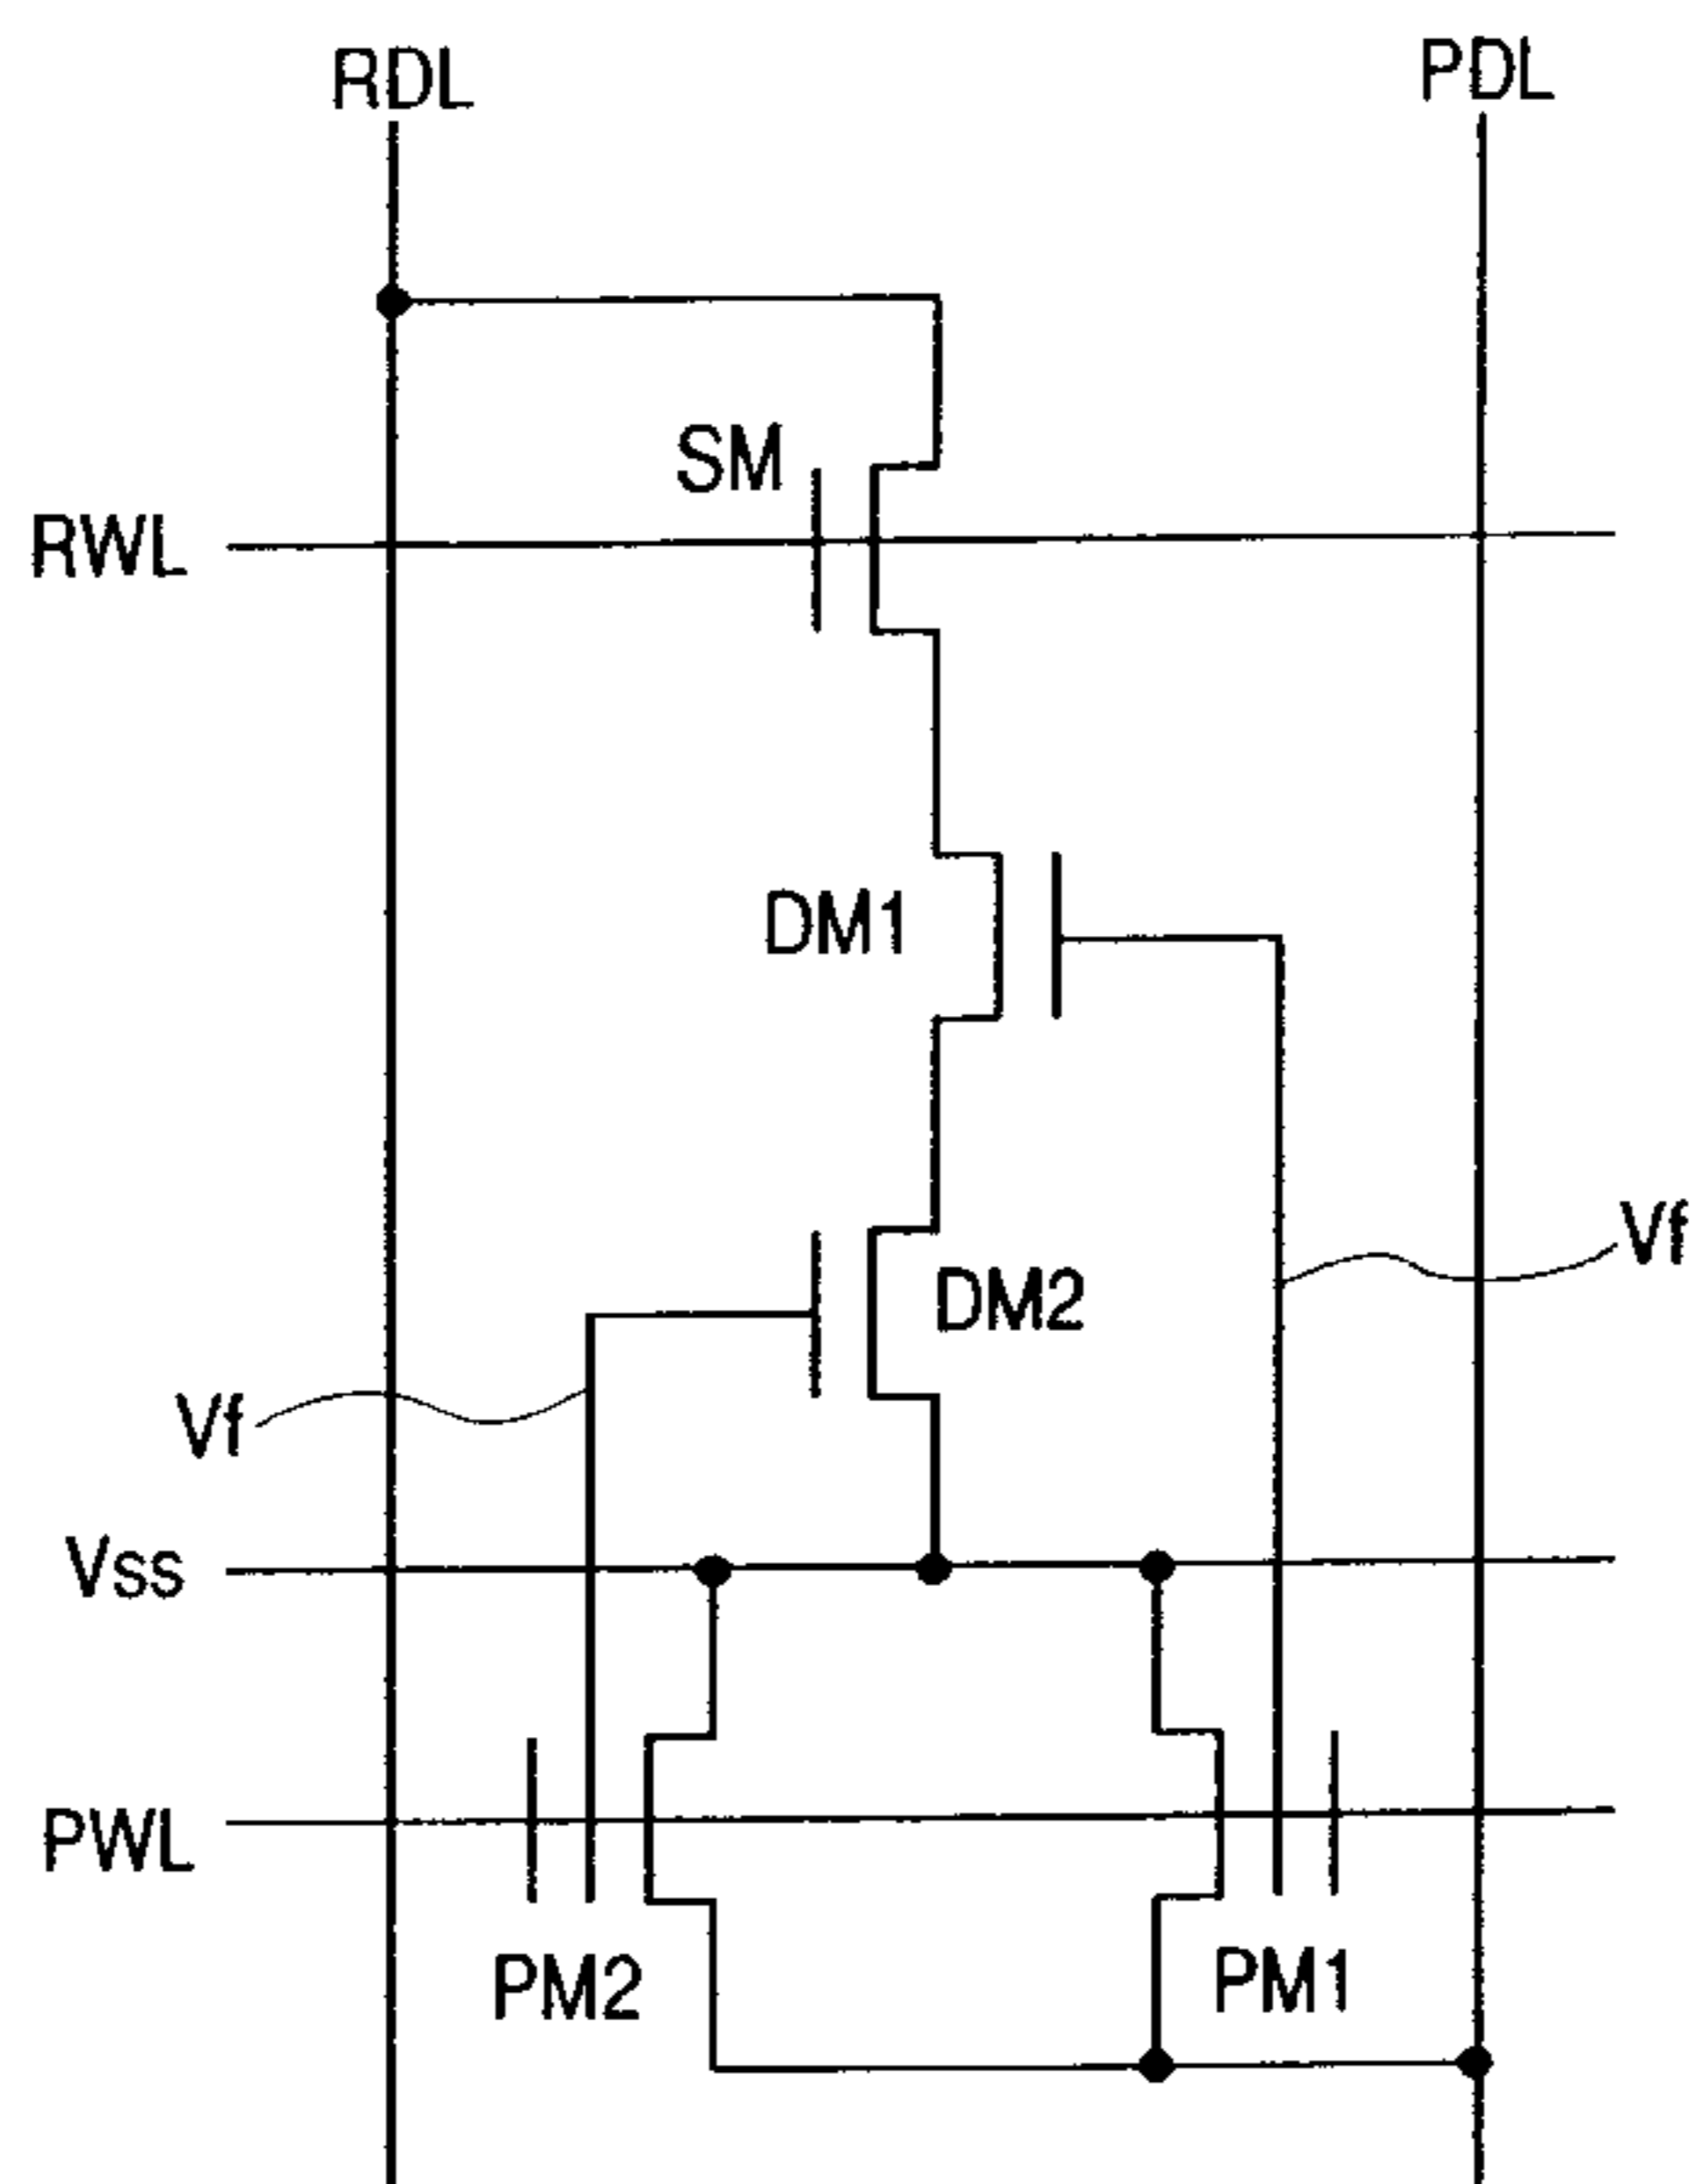 RDL
PDL
SM
RWL
DM1
Vf
DM2
Vf
Vss
PWL
PM2
PM1